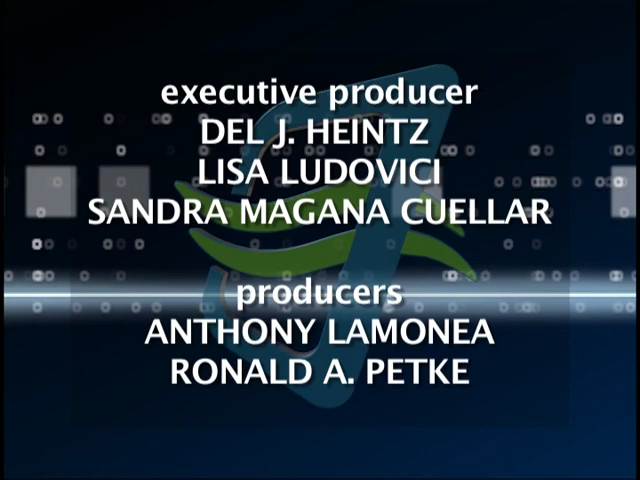 executive producer
DEL J. HEINTZ
LISA LUDOVICI
SANDRA MAGANA CUELLAR
producers
ANTHONY LAMONEA
RONALD A. PETKE